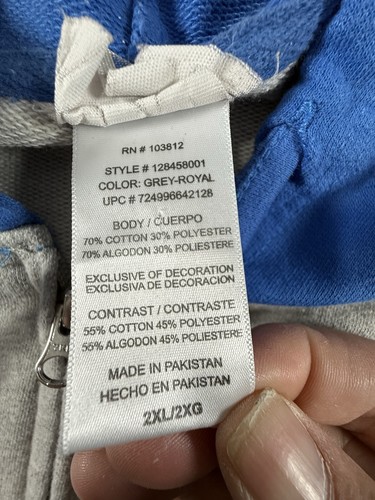 RN # 103812
STYLE # 128458001
COLOR: GREY-ROYAL
UPC # 724996642128
BODY / CUERPO
70% COTTON 30% POLYESTER
70% ALGODON 30% POLIESTERE
EXCLUSIVE OF DECORATION
EXCLUSIVA DE DECORACION
CONTRAST / CONTRASTE
55% COTTON 45% POLYESTER
55% ALGODON 45% POLIESTERE
MADE IN PAKISTAN
HECHO EN PAKISTAN
2XL/2XG